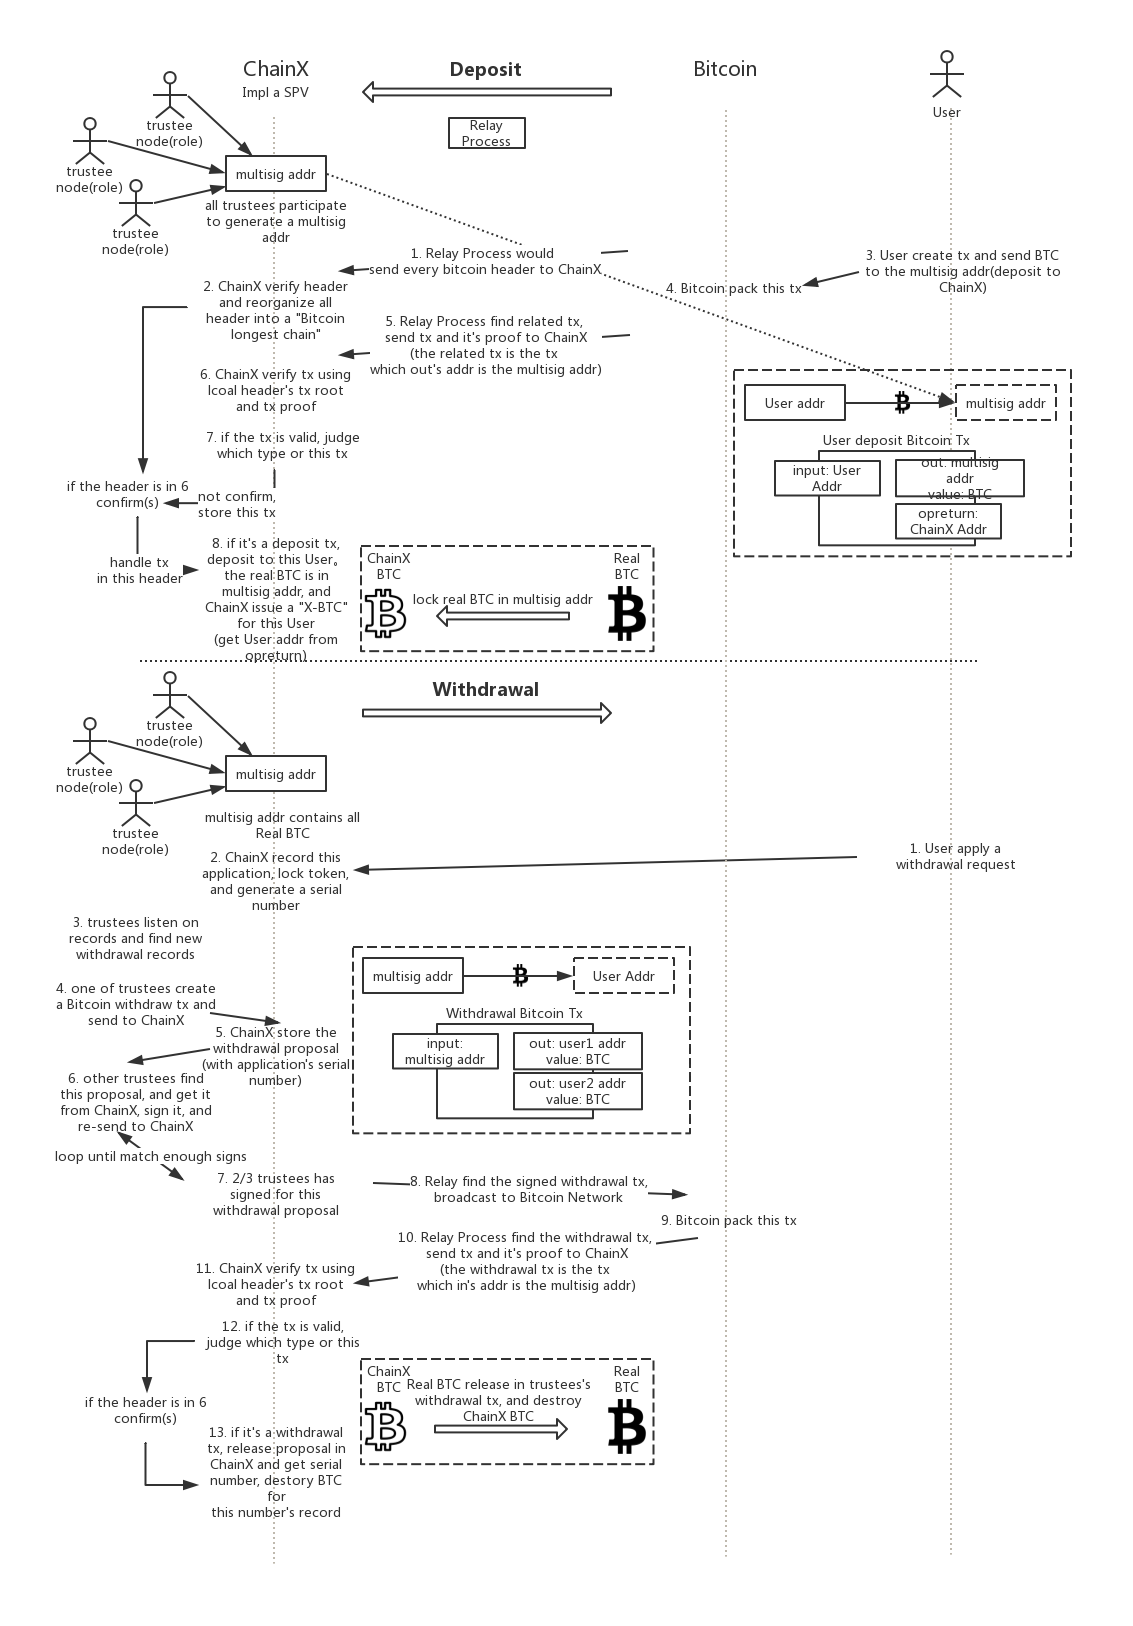 ChainX
Impl a SPV
Deposit
Bitcoin
User
Relay
Process
trustee
node(role)
trustee
node(role)
trustee
node(role)
multisig addr
all trustees participate
to generate a multisig
addr
1. Relay Process would
send every bitcoin header to ChainX
3. User create tx and send BTC
to the multisig addr(deposit to
ChainX)
2. ChainX verify header
and reorganize all
header into a "Bitcoin
longest chain"
4. Bitcoin pack this tx
5. Relay Process find related tx,
send tx and it's proof to ChainX
(the related tx is the tx
which out's addr is the multisig addr)
6. ChainX verify tx using
lcoal header's tx root
and tx proof
7. if the tx is valid, judge
which type or this tx
User addr
multisig addr
User deposit Bitcoin Tx
input: User
Addr
out: multisig
addr
value: BTC
opreturn:
ChainX Addr
if the header is in 6
confirm(s)
not confirm,
store this tx
handle tx
in this header
8. if it's a deposit tx,
deposit to this User。
the real BTC is in
multisig addr, and
ChainX issue a "X-BTC"
for this User
(get User addr from
opreturn)
ChainX
BTC
Real
BTC
lock real BTC in multisig addr
Withdrawal
trustee
node(role)
trustee
node(role)
trustee
node(role)
multisig addr
multisig addr contains all
Real BTC
1. User apply a
withdrawal request
2. ChainX record this
application, lock token,
and generate a serial
number
3. trustees listen on
records and find new
withdrawal records
4. one of trustees create
a Bitcoin withdraw tx and
send to ChainX
5. ChainX store the
withdrawal proposal
(with application's serial
number)
multisig addr
User Addr
Withdrawal Bitcoin Tx
input:
multisig addr
out: user1 addr
value: BTC
out: user2 addr
value: BTC
6. other trustees find
this proposal, and get it
from ChainX, sign it, and
re-send to ChainX
loop until match enough signs
7. 2/3 trustees has
signed for this
withdrawal proposal
8. Relay find the signed withdrawal tx,
broadcast to Bitcoin Network
9. Bitcoin pack this tx
10. Relay Process find the withdrawal tx,
send tx and it's proof to ChainX
(the withdrawal tx is the tx
which in's addr is the multisig addr)
11. ChainX verify tx using
lcoal header's tx root
and tx proof
12. if the tx is valid,
judge which type or this
tx
ChainX
BTC
Real
BTC
Real BTC release in trustees's
withdrawal tx, and destroy
ChainX BTC
if the header is in 6
confirm(s)
13. if it's a withdrawal
tx, release proposal in
ChainX and get serial
number, destory BTC
for
this number's record